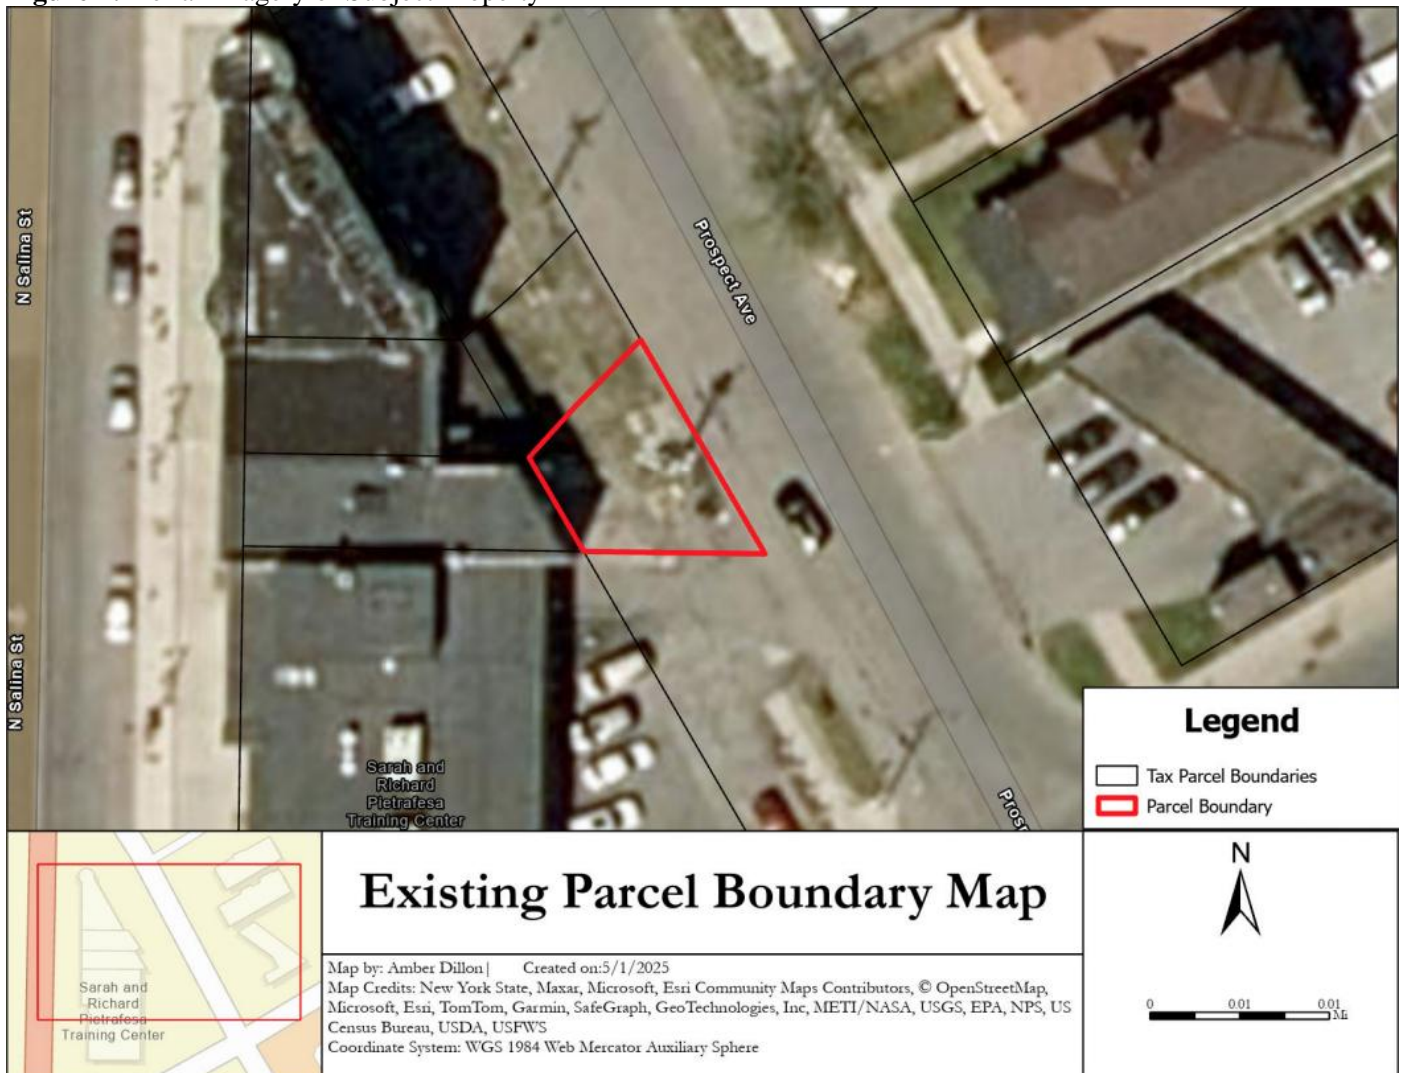 N Salina St
Prospect Ave
N Salina St
Sarah and
Richard
Pietrafesa
Training Center
Legend
Tax Parcel Boundaries
Parcel Boundary
Existing Parcel Boundary Map
Map by: Amber Dillon| Created on:5/1/2025
Map Credits: New York State, Maxar, Microsoft, Esri Community Maps Contributors, © OpenStreetMap,
Microsoft, Esri, TomTom, Garmin, SafeGraph, GeoTechnologies, Inc, METI/NASA, USGS, EPA, NPS, US
Census Bureau, USDA, USFWS
Coordinate System: WGS 1984 Web Mercator Auxiliary Sphere
Sarah and
Richard
Pietrafesa
Training Center
N
0 0.01 0.01
Mi